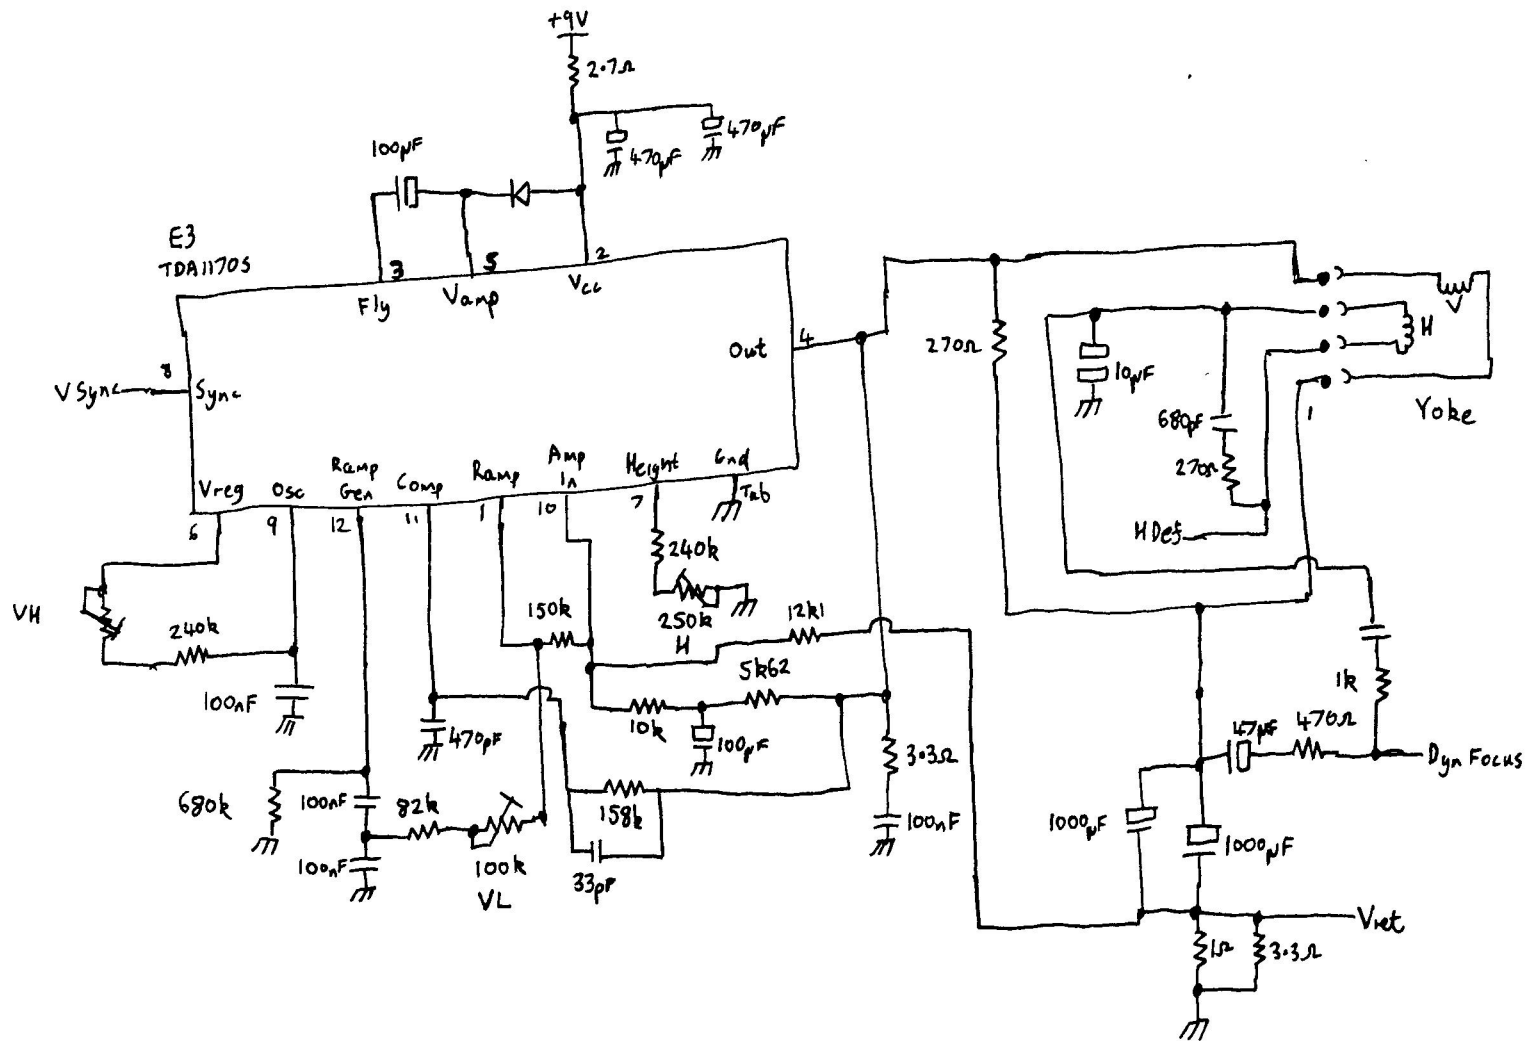 +9V
2.7Ω
100µF
470µF
470µF
E3
TDA1170S
3
5
2
Fly
Vamp
Vcc
4
Out
270Ω
V
H
10µF
8
VSync
Sync
680pF
1
Yoke
270Ω
HDef
Vreg
Osc
Ramp
Gen
Comp
Ramp
Amp
In
Height
Gnd
Tab
6
9
12
11
1
10
7
240k
VH
240k
150k
250k
H
12k1
100nF
5k62
1k
10k
470pF
100µF
3.3Ω
47µF
470Ω
Dyn Focus
680k
100nF
82k
158k
100nF
1000µF
1000µF
100nF
100k
33pF
VL
Vret
1Ω
3.3Ω